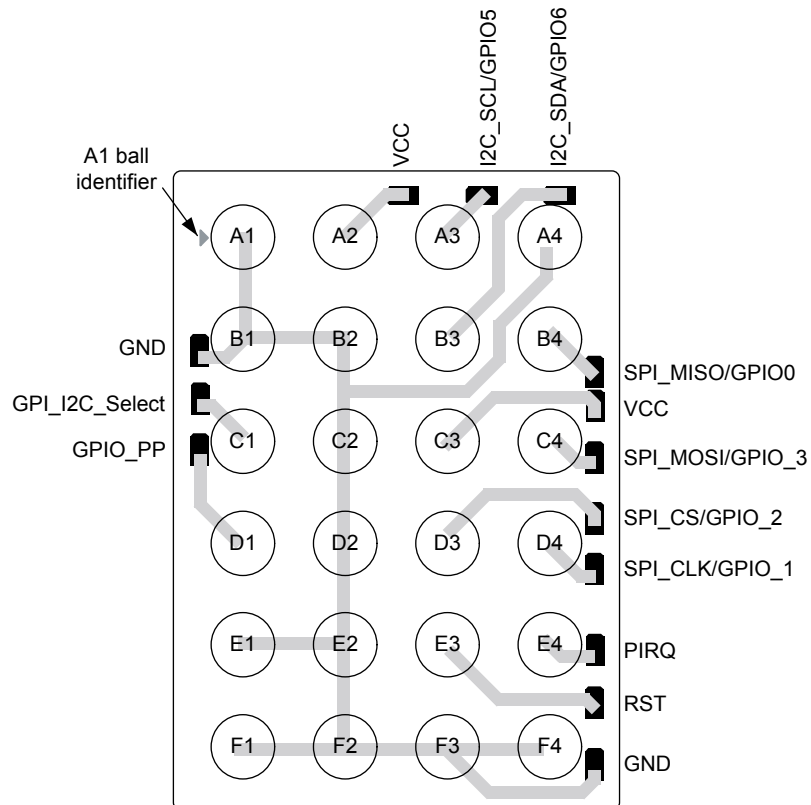 VCC
I2C_SCL/GPIO5
I2C_SDA/GPIO6
A1 ball
identifier
A1 A2 A3 A4
B1 B2 B3 B4
GND
SPI_MISO/GPIO0
GPI_I2C_Select
VCC
C1 C2 C3 C4
GPIO_PP
SPI_MOSI/GPIO_3
SPI_CS/GPIO_2
D1 D2 D3 D4
SPI_CLK/GPIO_1
E1 E2 E3 E4
PIRQ
RST
F1 F2 F3 F4
GND